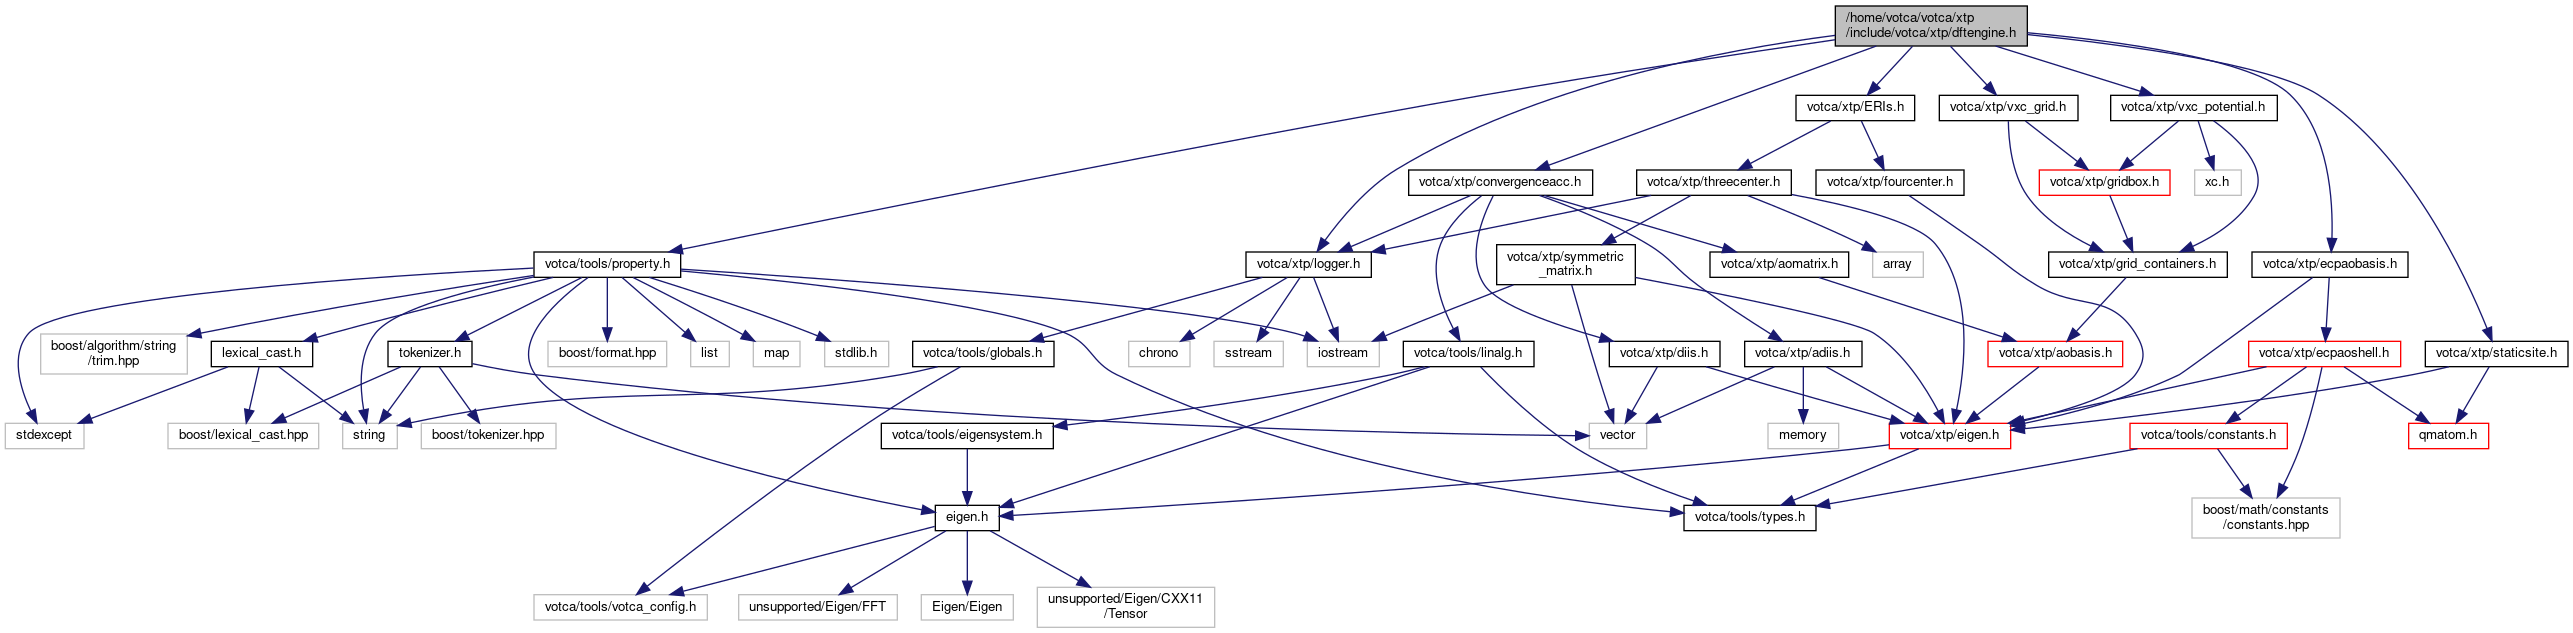 /home/votca/votca/xtp
/include/votca/xtp/dftengine.h
votca/xtp/ERIs.h
votca/xtp/vxc_grid.h
votca/xtp/vxc_potential.h
votca/xtp/convergenceacc.h
votca/xtp/threecenter.h
votca/xtp/fourcenter.h
votca/xtp/gridbox.h
xc.h
votca/tools/property.h
votca/xtp/logger.h
votca/xtp/symmetric
_matrix.h
votca/xtp/aomatrix.h
array
votca/xtp/grid_containers.h
votca/xtp/ecpaobasis.h
boost/algorithm/string
/trim.hpp
lexical_cast.h
tokenizer.h
boost/format.hpp
list
map
stdlib.h
votca/tools/globals.h
chrono
sstream
iostream
votca/tools/linalg.h
votca/xtp/diis.h
votca/xtp/adiis.h
votca/xtp/aobasis.h
votca/xtp/ecpaoshell.h
votca/xtp/staticsite.h
stdexcept
boost/lexical_cast.hpp
string
boost/tokenizer.hpp
votca/tools/eigensystem.h
vector
memory
votca/xtp/eigen.h
votca/tools/constants.h
qmatom.h
eigen.h
votca/tools/types.h
boost/math/constants
/constants.hpp
votca/tools/votca_config.h
unsupported/Eigen/FFT
Eigen/Eigen
unsupported/Eigen/CXX11
/Tensor